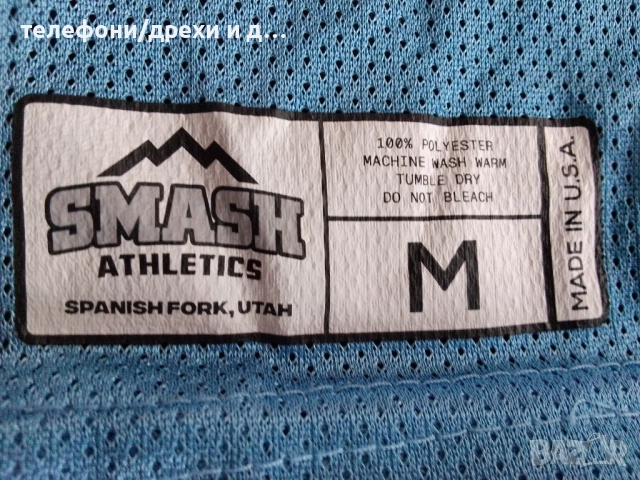 телефони/дрехи и д...
SMASH
ATHLETICS
SPANISH FORK, UTAH
100% POLYESTER
MACHINE WASH WARM
TUMBLE DRY
DO NOT BLEACH
M
MADE IN U.S.A.
BAZAR